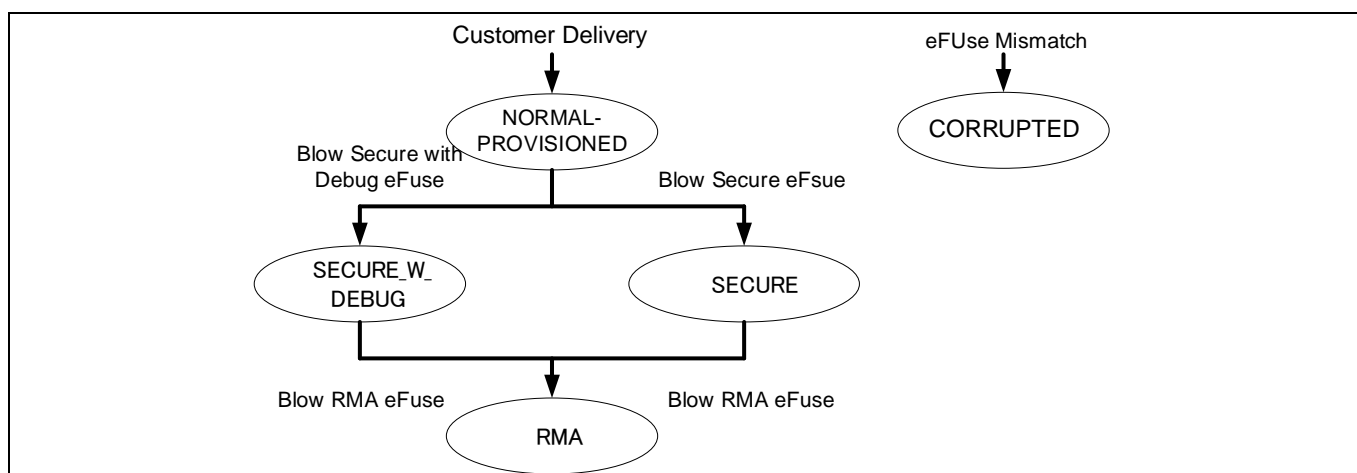 Customer Delivery
eFUse Mismatch
NORMAL-
PROVISIONED
CORRUPTED
Blow Secure with
Debug eFuse
Blow Secure eFsue
SECURE_W_
DEBUG
SECURE
Blow RMA eFuse
Blow RMA eFuse
RMA